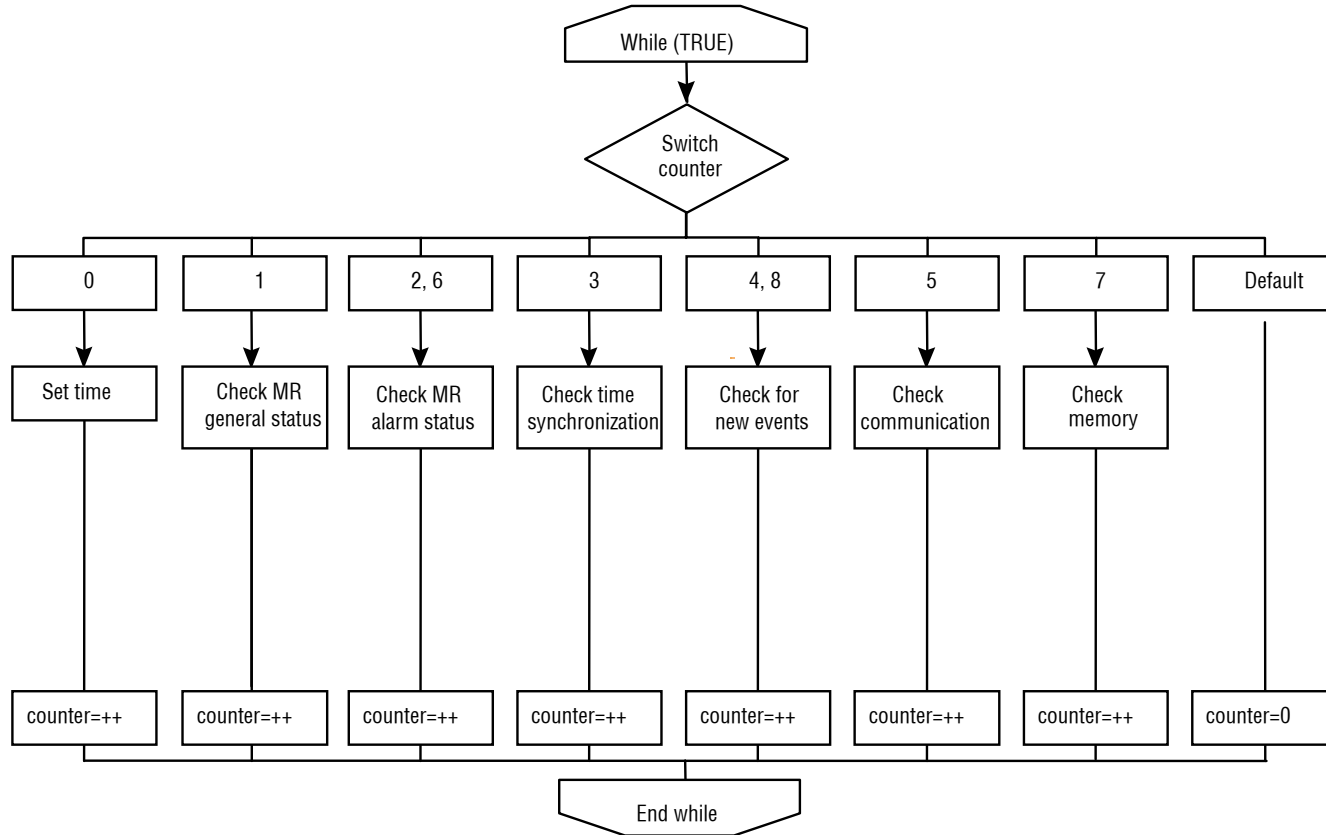 While (TRUE)
Switch
counter
0
1
2, 6
3
4, 8
5
7
Default
Set time
Check MR
general status
Check MR
alarm status
Check time
synchronization
Check for
new events
Check
communication
Check
memory
counter=++
counter=++
counter=++
counter=++
counter=++
counter=++
counter=++
counter=0
End while